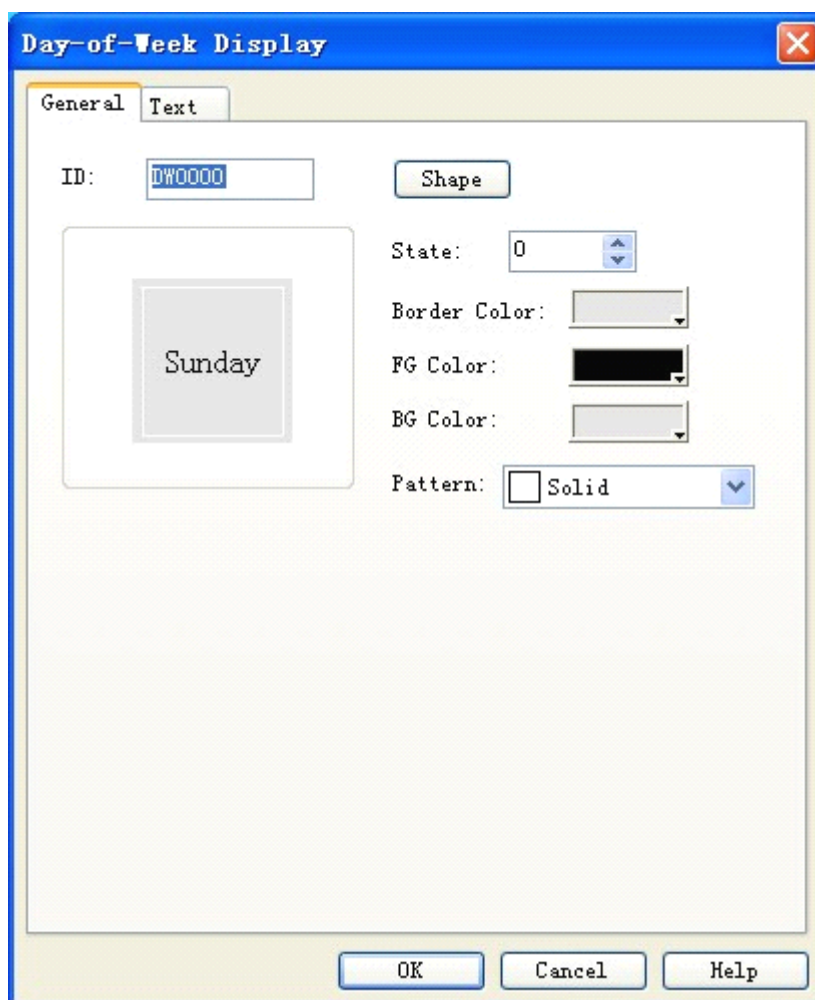 Day-of-Week Display
General Text
ID: DW0000 Shape
State: 0
Border Color:
Sunday
FG Color:
BG Color:
Pattern: Solid
OK Cancel Help